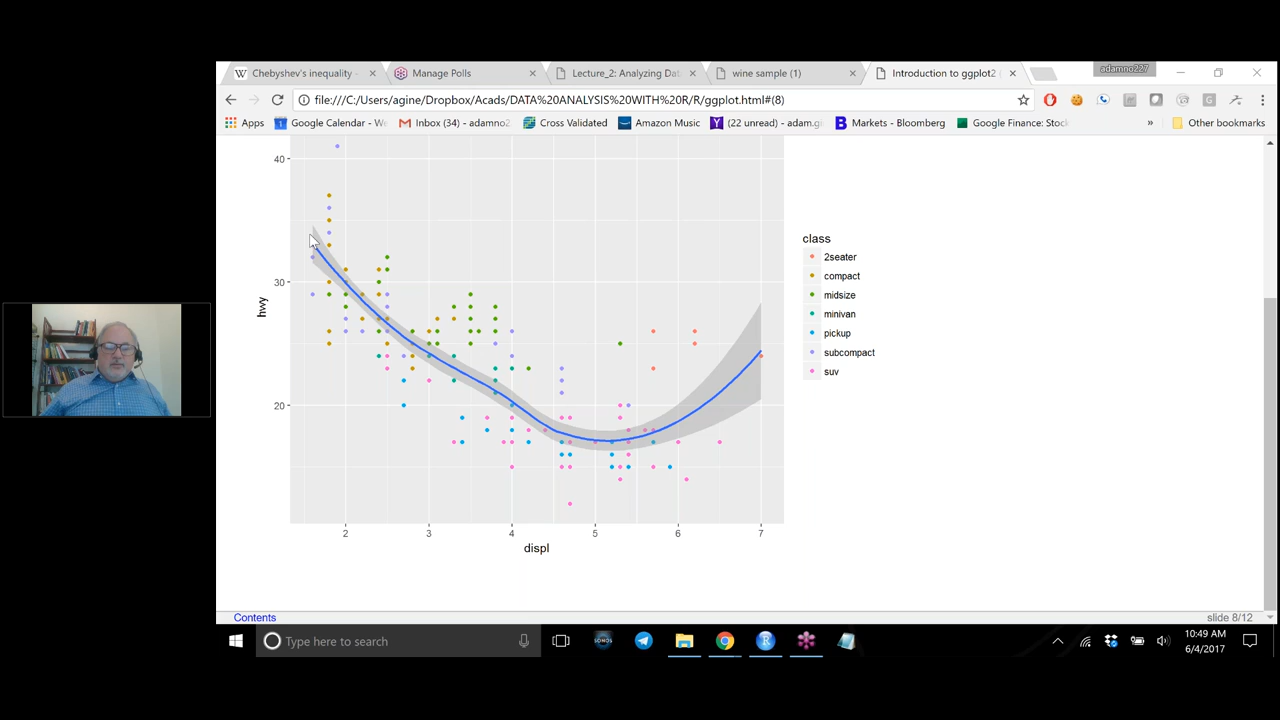 Chebyshev's inequality -
Manage Polls
Lecture_2: Analyzing Dat
wine sample (1)
Introduction to ggplot2 (
adamno227
file:///C:/Users/agine/Dropbox/Acads/DATA%20ANALYSIS%20WITH%20R/R/ggplot.html#(8)
Apps
Google Calendar - We
Inbox (34) - adamno2
Cross Validated
Amazon Music
(22 unread) - adam.gi
Markets - Bloomberg
Google Finance: Stock
»
Other bookmarks
40
30
20
hwy
2 3 4 5 6 7
displ
class
2seater
compact
midsize
minivan
pickup
subcompact
suv
Contents
slide 8/12
Type here to search
SONOS
10:49 AM
6/4/2017